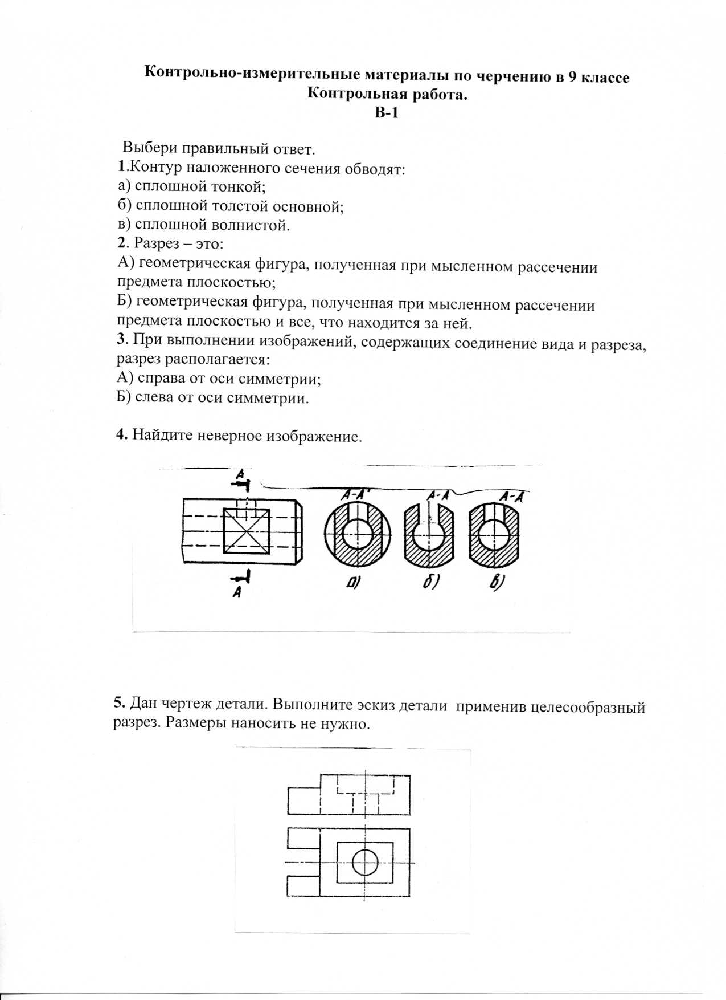 Контрольно-измерительные материалы по черчению в 9 классе
Контрольная работа.
В-1
Выбери правильный ответ.
1.Контур наложенного сечения обводят:
а) сплошной тонкой;
б) сплошной толстой основной;
в) сплошной волнистой.
2. Разрез – это:
А) геометрическая фигура, полученная при мысленном рассечении
предмета плоскостью;
Б) геометрическая фигура, полученная при мысленном рассечении
предмета плоскостью и все, что находится за ней.
3. При выполнении изображений, содержащих соединение вида и разреза,
разрез располагается:
А) справа от оси симметрии;
Б) слева от оси симметрии.
4. Найдите неверное изображение.
А
А-А А-А А-А
А
а) б) в)
5. Дан чертеж детали. Выполните эскиз детали применив целесообразный
разрез. Размеры наносить не нужно.